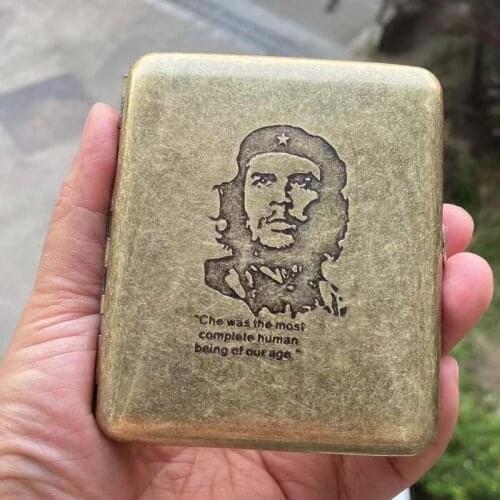 "Che was the most
complete human
being of our age."